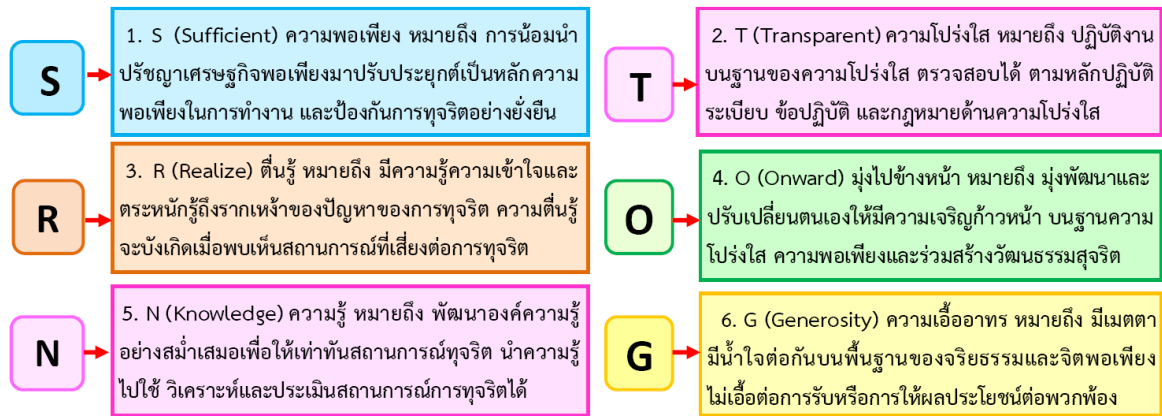 S
1. S (Sufficient) ความพอเพียง หมายถึง การน้อมนำ
ปรัชญาเศรษฐกิจพอเพียงมาปรับประยุกต์เป็นหลักความ
พอเพียงในการทำงาน และป้องกันการทุจริตอย่างยั่งยืน
T
2. T (Transparent) ความโปร่งใส หมายถึง ปฏิบัติงาน
บนฐานของความโปร่งใส ตรวจสอบได้ ตามหลักปฏิบัติ
ระเบียบ ข้อปฏิบัติ และกฎหมายด้านความโปร่งใส
R
3. R (Realize) ตื่นรู้ หมายถึง มีความรู้ความเข้าใจและ
ตระหนักรู้ถึงรากเหง้าของปัญหาของการทุจริต ความตื่นรู้
จะบังเกิดเมื่อพบเห็นสถานการณ์ที่เสี่ยงต่อการทุจริต
O
4. O (Onward) มุ่งไปข้างหน้า หมายถึง มุ่งพัฒนาและ
ปรับเปลี่ยนตนเองให้มีความเจริญก้าวหน้า บนฐานความ
โปร่งใส ความพอเพียงและร่วมสร้างวัฒนธรรมสุจริต
N
5. N (Knowledge) ความรู้ หมายถึง พัฒนาองค์ความรู้
อย่างสม่ำเสมอเพื่อให้เท่าทันสถานการณ์ทุจริต นำความรู้
ไปใช้ วิเคราะห์และประเมินสถานการณ์การทุจริตได้
G
6. G (Generosity) ความเอื้ออาทร หมายถึง มีเมตตา
มีน้ำใจต่อกันบนพื้นฐานของจริยธรรมและจิตพอเพียง
ไม่เอื้อต่อการรับหรือการให้ผลประโยชน์ต่อพวกพ้อง